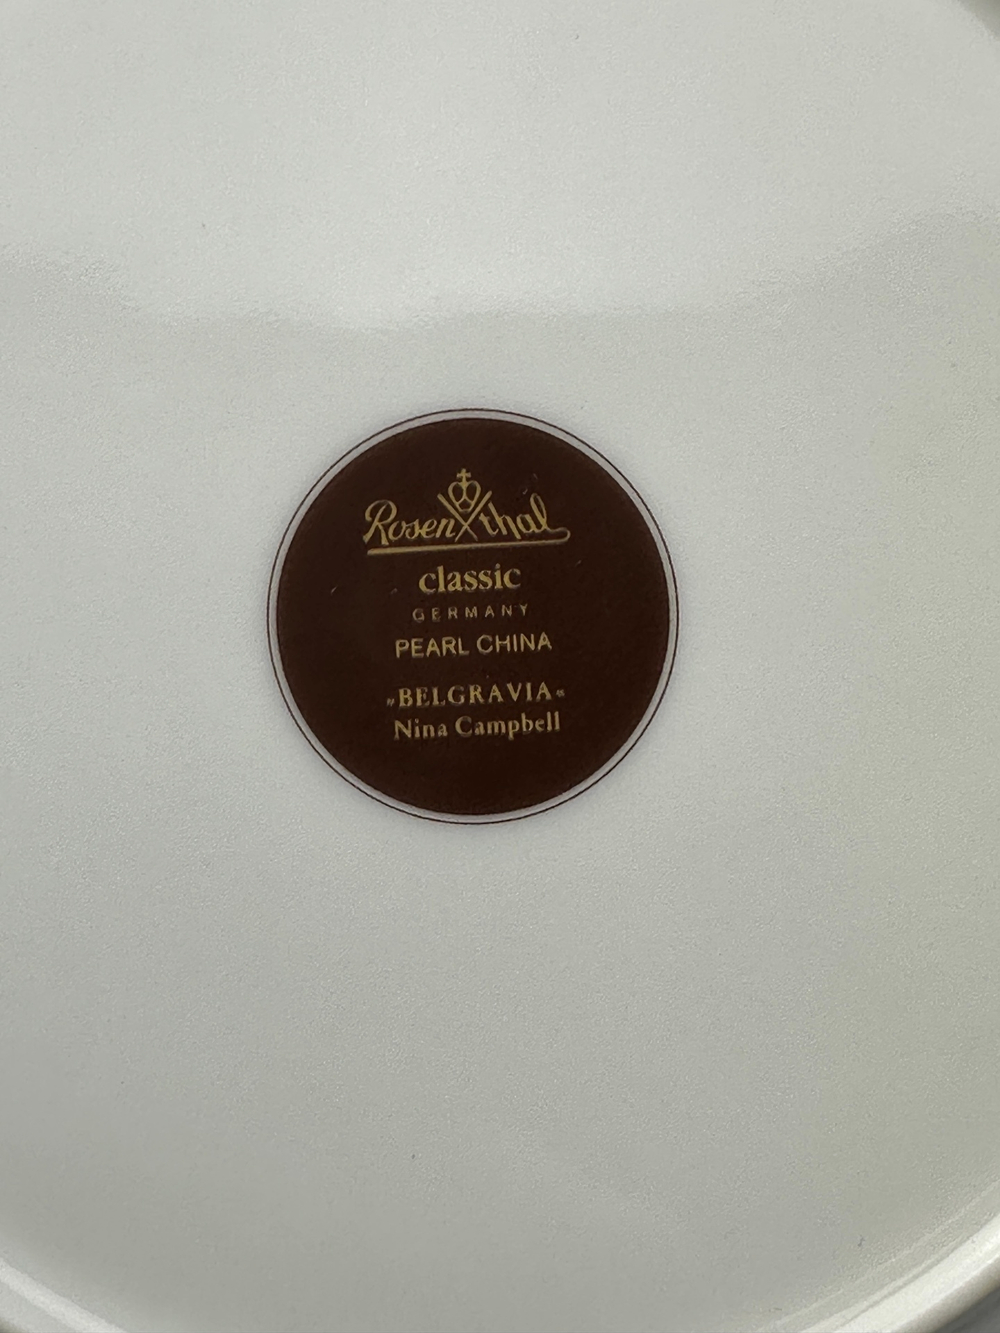 Rosenthal
classic
GERMANY
PEARL CHINA
„BELGRAVIA“
Nina Campbell